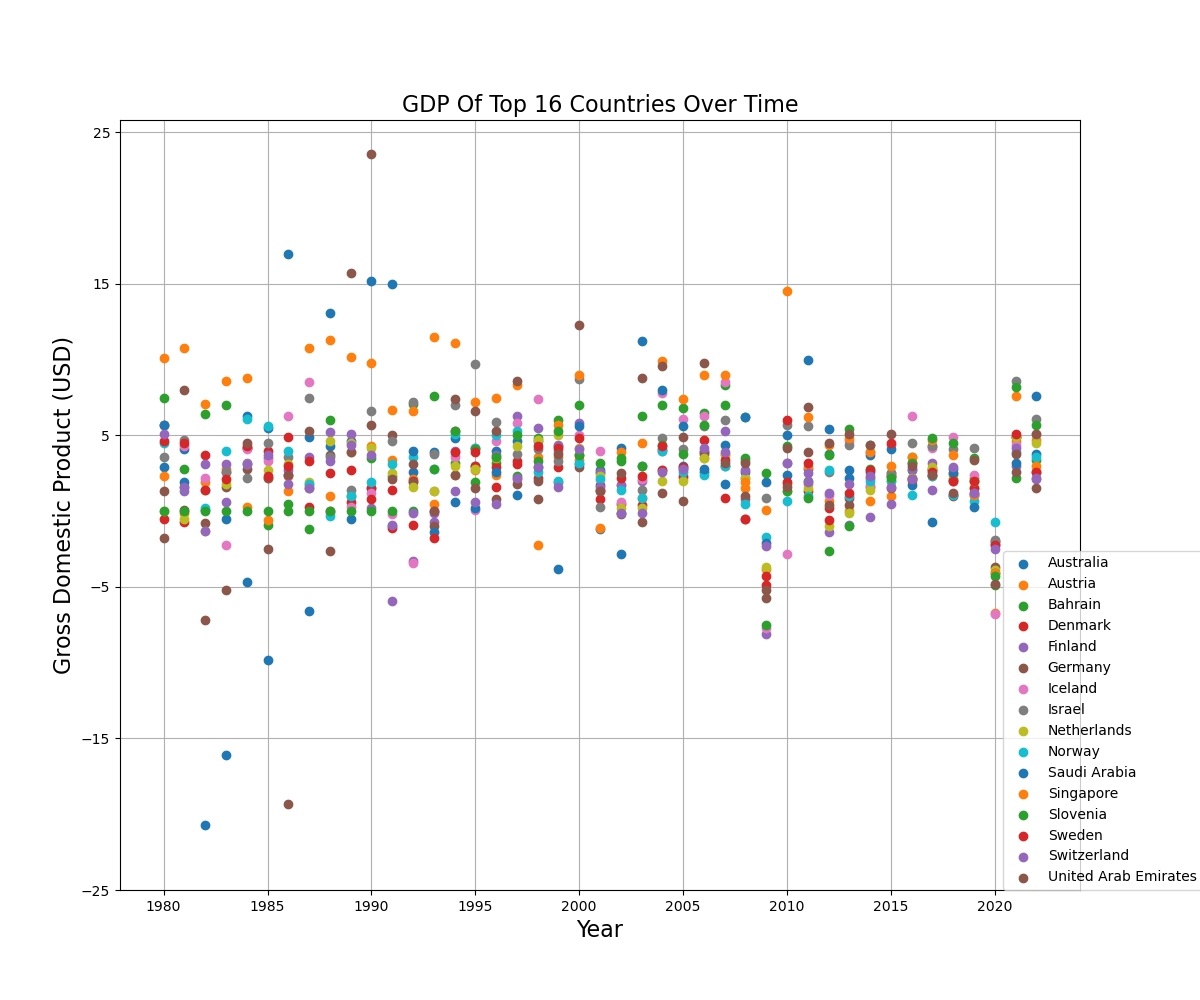 GDP Of Top 16 Countries Over Time
Gross Domestic Product (USD)
25
15
5
−5
−15
−25
1980 1985 1990 1995 2000 2005 2010 2015 2020
Year
Australia
Austria
Bahrain
Denmark
Finland
Germany
Iceland
Israel
Netherlands
Norway
Saudi Arabia
Singapore
Slovenia
Sweden
Switzerland
United Arab Emirates